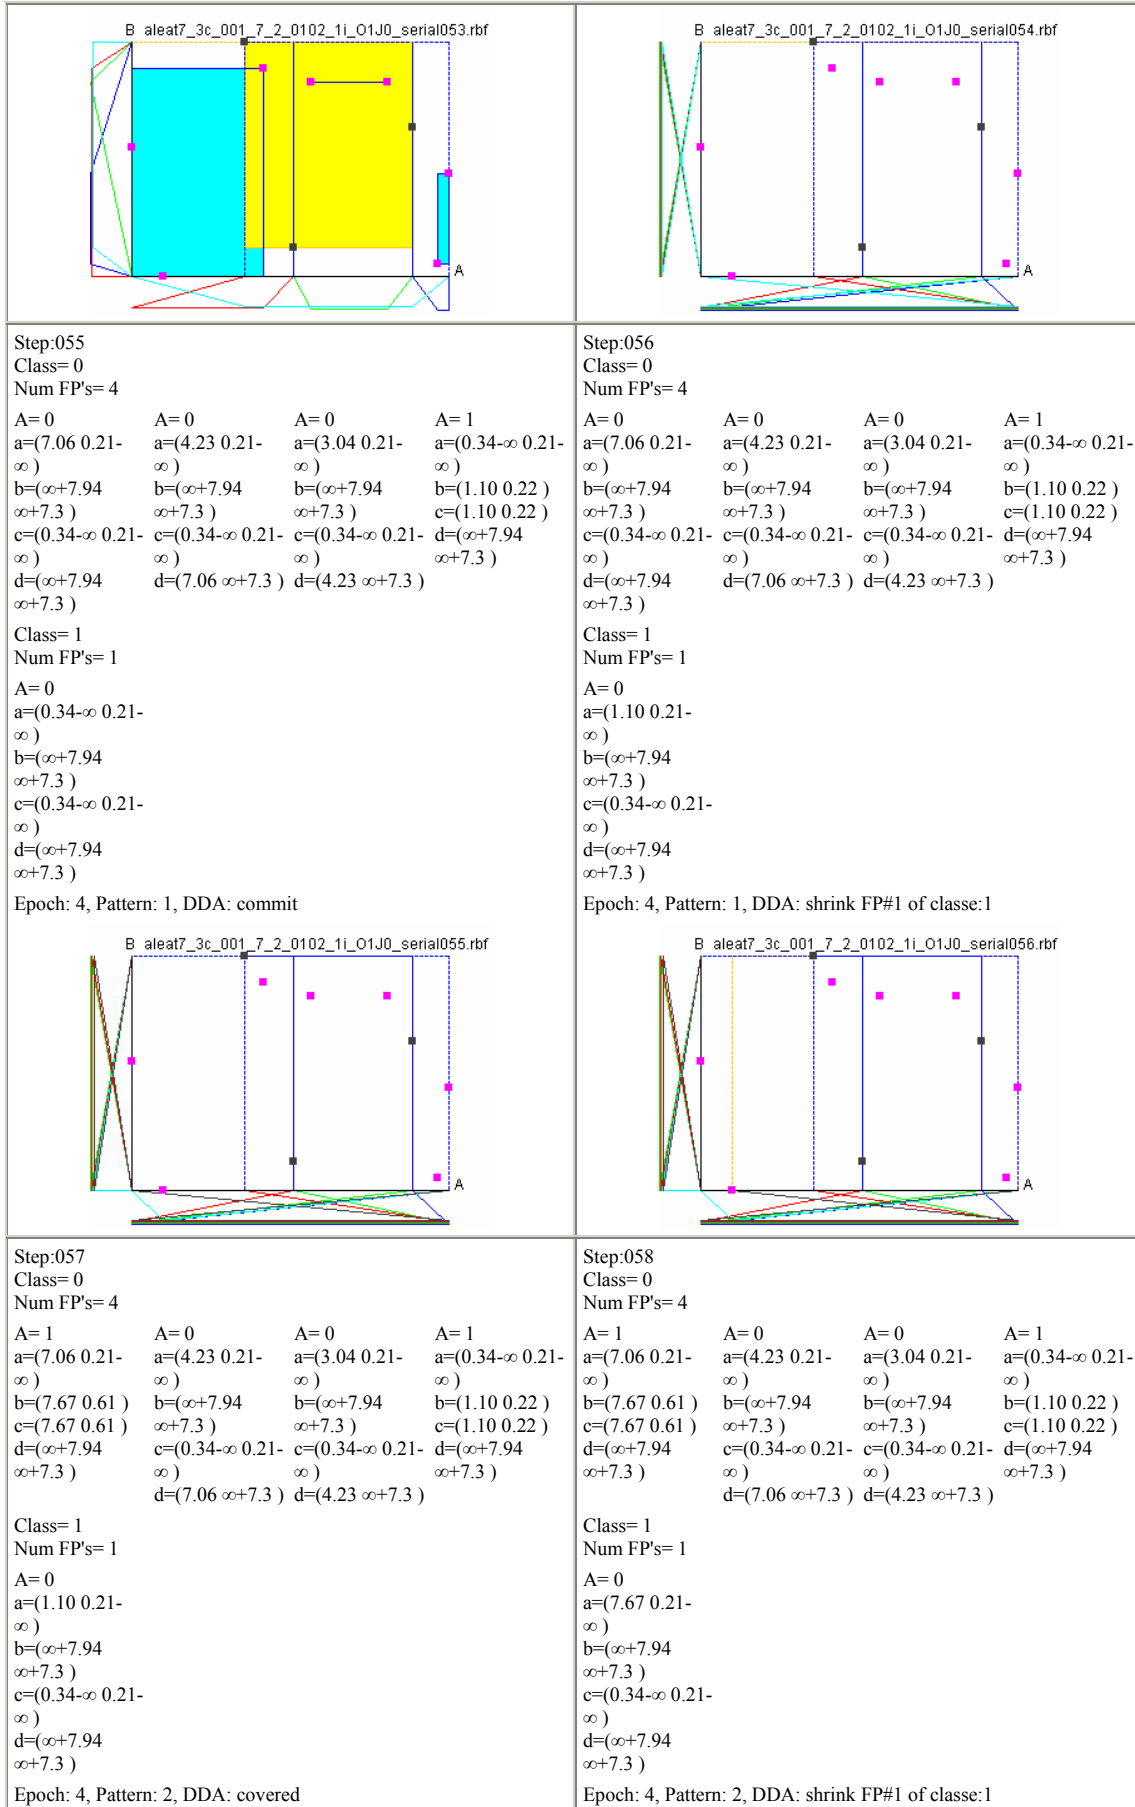 B aleat7_3c_001_7_2_0102_1i_O1J0_serial053.rbf
A
B aleat7_3c_001_7_2_0102_1i_O1J0_serial054.rbf
A
Step:055
Class= 0
Num FP's= 4
A= 0
a=(7.06 0.21-
∞ )
b=(∞+7.94
∞+7.3 )
c=(0.34-∞ 0.21-
∞ )
d=(∞+7.94
∞+7.3 )
A= 0
a=(4.23 0.21-
∞ )
b=(∞+7.94
∞+7.3 )
c=(0.34-∞ 0.21-
∞ )
d=(7.06 ∞+7.3 )
A= 0
a=(3.04 0.21-
∞ )
b=(∞+7.94
∞+7.3 )
c=(0.34-∞ 0.21-
∞ )
d=(4.23 ∞+7.3 )
A= 1
a=(0.34-∞ 0.21-
∞ )
b=(1.10 0.22 )
c=(1.10 0.22 )
d=(∞+7.94
∞+7.3 )
Class= 1
Num FP's= 1
A= 0
a=(0.34-∞ 0.21-
∞ )
b=(∞+7.94
∞+7.3 )
c=(0.34-∞ 0.21-
∞ )
d=(∞+7.94
∞+7.3 )
Epoch: 4, Pattern: 1, DDA: commit
B aleat7_3c_001_7_2_0102_1i_O1J0_serial055.rbf
A
Step:056
Class= 0
Num FP's= 4
A= 0
a=(7.06 0.21-
∞ )
b=(∞+7.94
∞+7.3 )
c=(0.34-∞ 0.21-
∞ )
d=(∞+7.94
∞+7.3 )
A= 0
a=(4.23 0.21-
∞ )
b=(∞+7.94
∞+7.3 )
c=(0.34-∞ 0.21-
∞ )
d=(7.06 ∞+7.3 )
A= 0
a=(3.04 0.21-
∞ )
b=(∞+7.94
∞+7.3 )
c=(0.34-∞ 0.21-
∞ )
d=(4.23 ∞+7.3 )
A= 1
a=(0.34-∞ 0.21-
∞ )
b=(1.10 0.22 )
c=(1.10 0.22 )
d=(∞+7.94
∞+7.3 )
Class= 1
Num FP's= 1
A= 0
a=(1.10 0.21-
∞ )
b=(∞+7.94
∞+7.3 )
c=(0.34-∞ 0.21-
∞ )
d=(∞+7.94
∞+7.3 )
Epoch: 4, Pattern: 1, DDA: shrink FP#1 of classe:1
B aleat7_3c_001_7_2_0102_1i_O1J0_serial056.rbf
A
Step:057
Class= 0
Num FP's= 4
A= 1
a=(7.06 0.21-
∞ )
b=(7.67 0.61 )
c=(7.67 0.61 )
d=(∞+7.94
∞+7.3 )
A= 0
a=(4.23 0.21-
∞ )
b=(∞+7.94
∞+7.3 )
c=(0.34-∞ 0.21-
∞ )
d=(7.06 ∞+7.3 )
A= 0
a=(3.04 0.21-
∞ )
b=(∞+7.94
∞+7.3 )
c=(0.34-∞ 0.21-
∞ )
d=(4.23 ∞+7.3 )
A= 1
a=(0.34-∞ 0.21-
∞ )
b=(1.10 0.22 )
c=(1.10 0.22 )
d=(∞+7.94
∞+7.3 )
Class= 1
Num FP's= 1
A= 0
a=(1.10 0.21-
∞ )
b=(∞+7.94
∞+7.3 )
c=(0.34-∞ 0.21-
∞ )
d=(∞+7.94
∞+7.3 )
Epoch: 4, Pattern: 2, DDA: covered
Step:058
Class= 0
Num FP's= 4
A= 1
a=(7.06 0.21-
∞ )
b=(7.67 0.61 )
c=(7.67 0.61 )
d=(∞+7.94
∞+7.3 )
A= 0
a=(4.23 0.21-
∞ )
b=(∞+7.94
∞+7.3 )
c=(0.34-∞ 0.21-
∞ )
d=(7.06 ∞+7.3 )
A= 0
a=(3.04 0.21-
∞ )
b=(∞+7.94
∞+7.3 )
c=(0.34-∞ 0.21-
∞ )
d=(4.23 ∞+7.3 )
A= 1
a=(0.34-∞ 0.21-
∞ )
b=(1.10 0.22 )
c=(1.10 0.22 )
d=(∞+7.94
∞+7.3 )
Class= 1
Num FP's= 1
A= 0
a=(7.67 0.21-
∞ )
b=(∞+7.94
∞+7.3 )
c=(0.34-∞ 0.21-
∞ )
d=(∞+7.94
∞+7.3 )
Epoch: 4, Pattern: 2, DDA: shrink FP#1 of classe:1